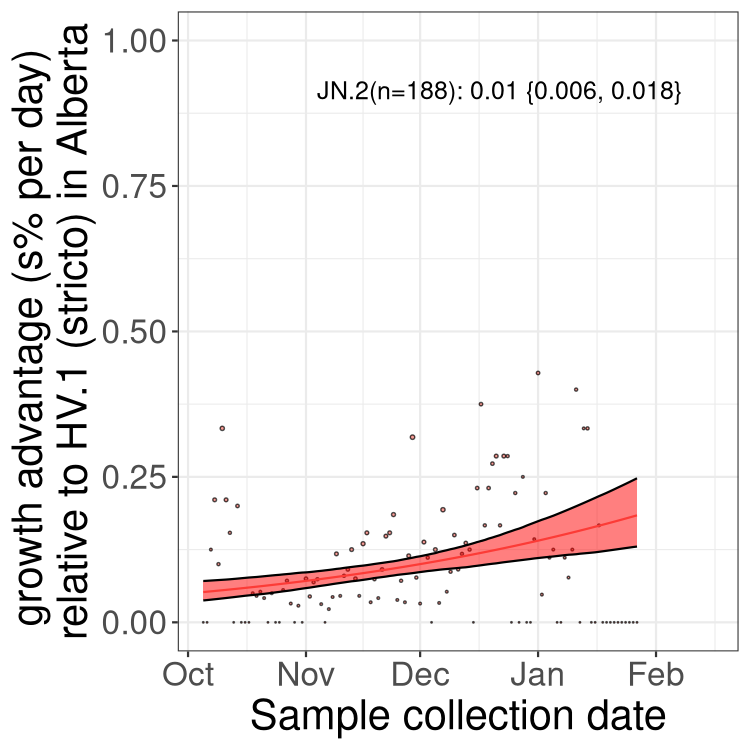 growth advantage (s% per day)
relative to HV.1 (stricto) in Alberta
1.00
0.75
0.50
0.25
0.00
JN.2(n=188): 0.01 {0.006, 0.018}
Oct Nov Dec Jan Feb
Sample collection date